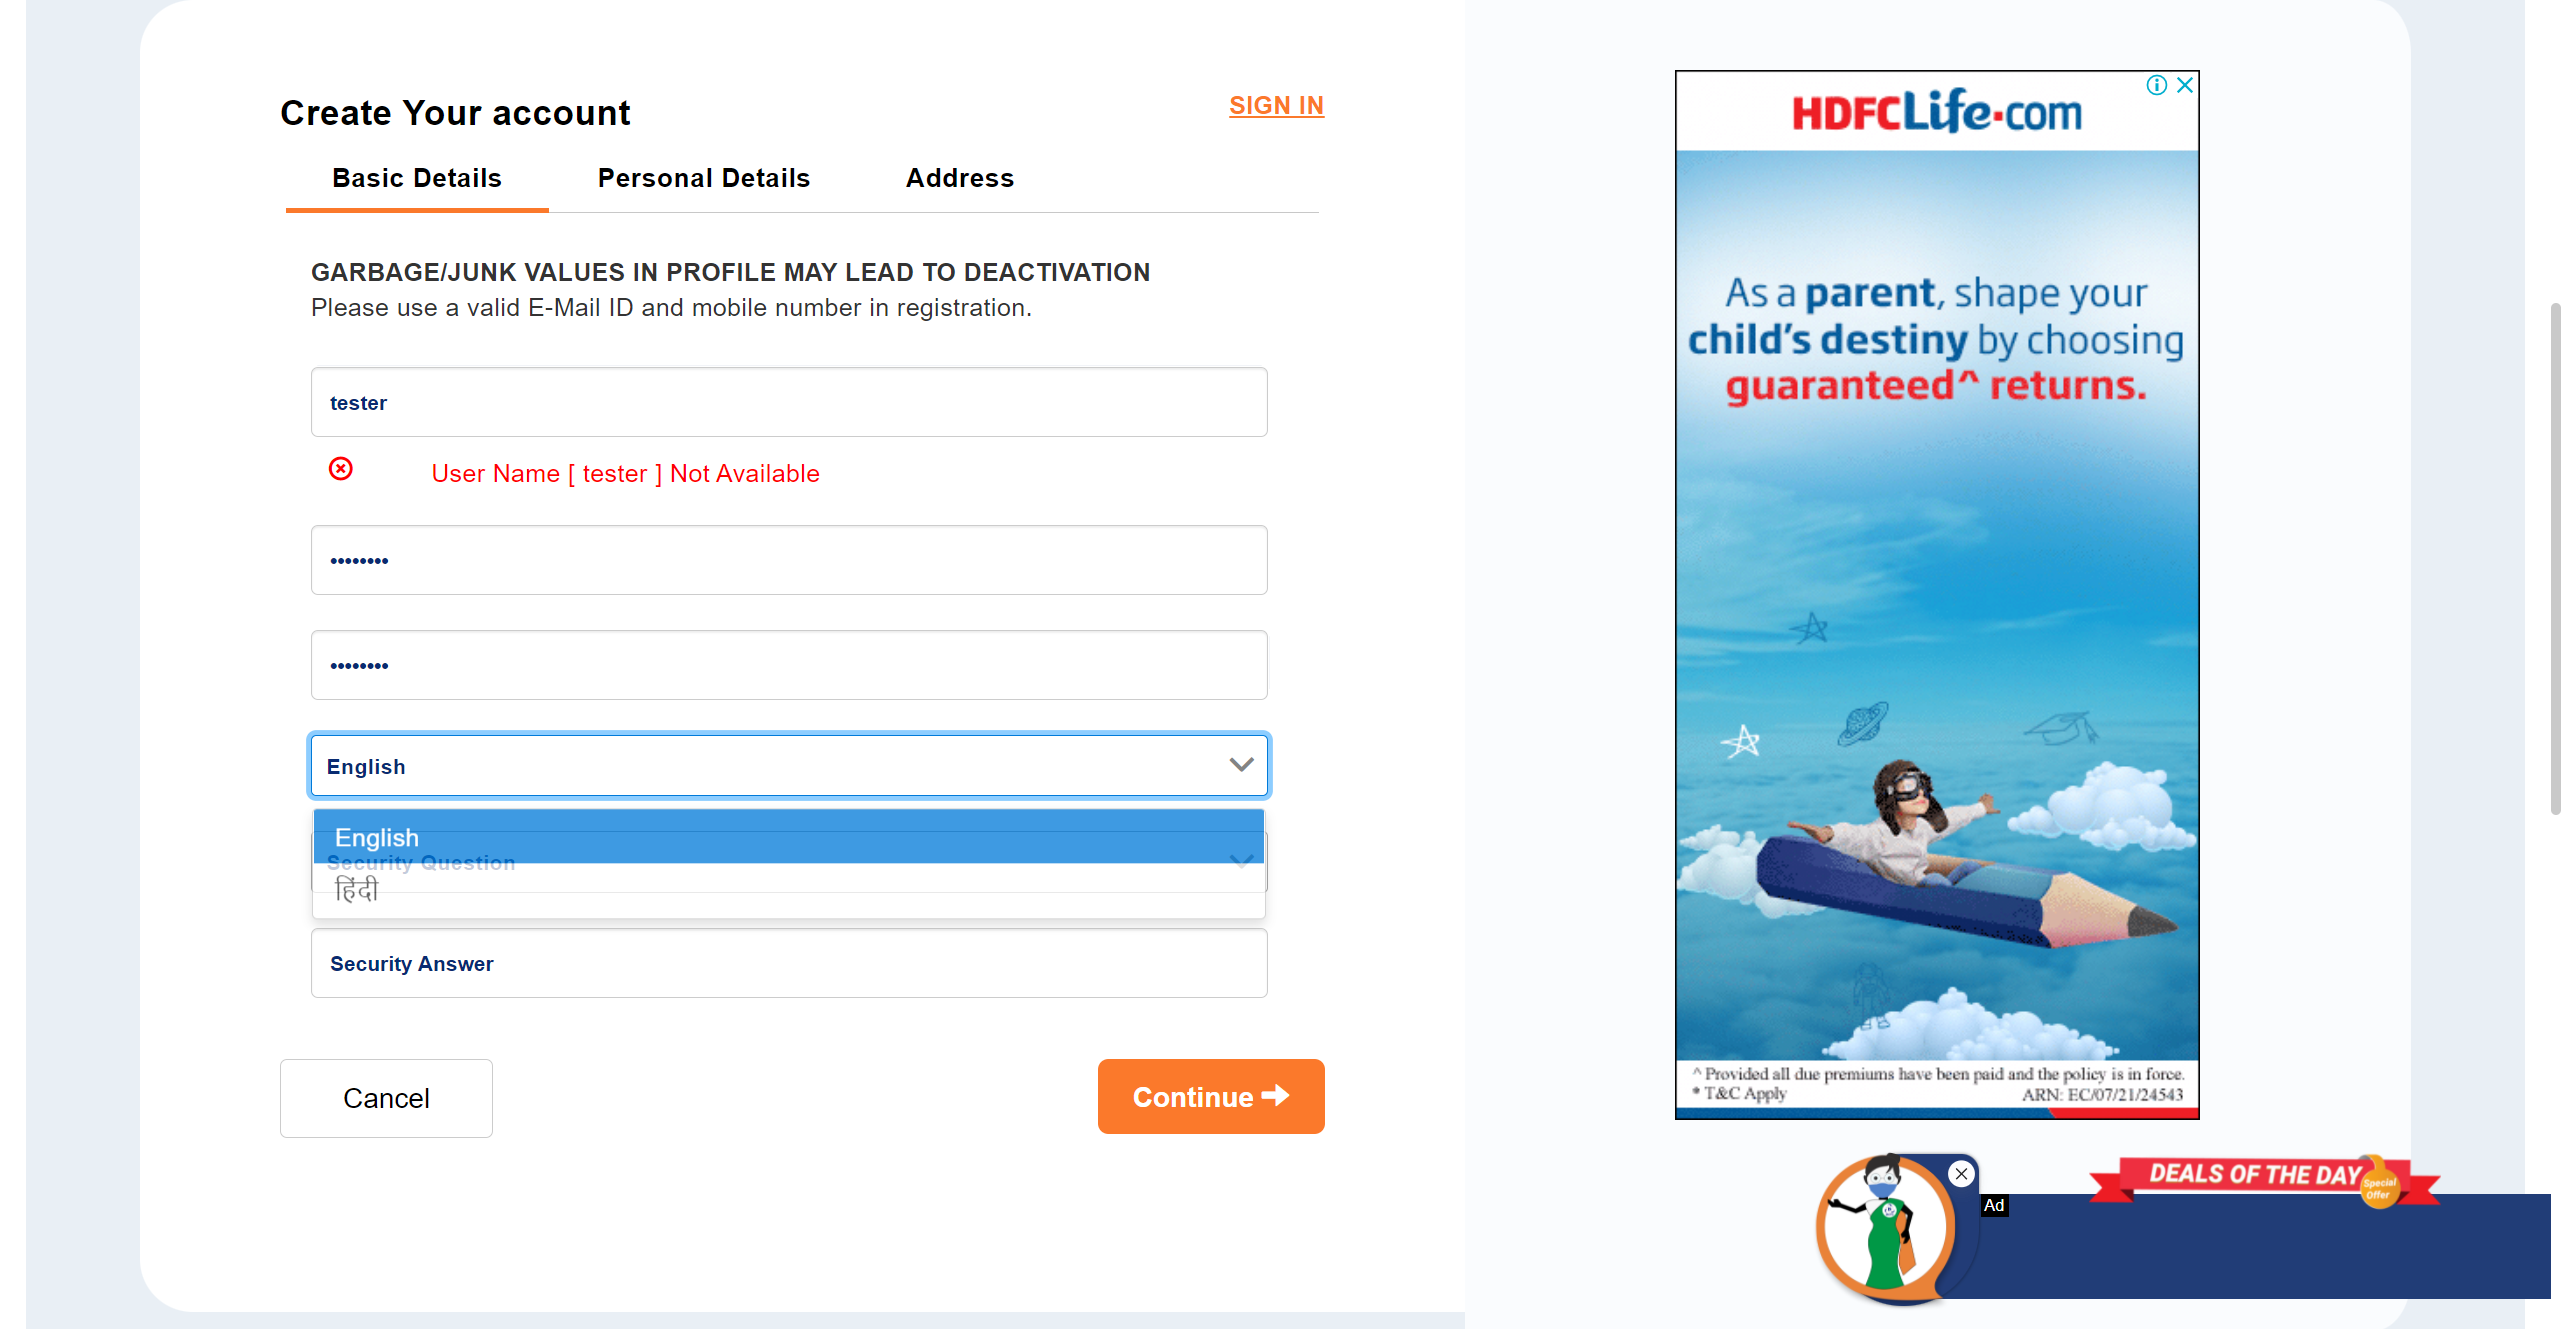 Create Your account
SIGN IN
Basic Details
Personal Details
Address
GARBAGE/JUNK VALUES IN PROFILE MAY LEAD TO DEACTIVATION
Please use a valid E-Mail ID and mobile number in registration.
tester
User Name [ tester ] Not Available
••••••••
••••••••
English
English
Security Question
हिंदी
Security Answer
Cancel
Continue
HDFCLife.com
As a parent, shape your
child's destiny by choosing
guaranteed^ returns.
^ Provided all due premiums have been paid and the policy is in force.
* T&C Apply
ARN: EC/07/21/24543
DEALS OF THE DAY
Special
Offer
Ad